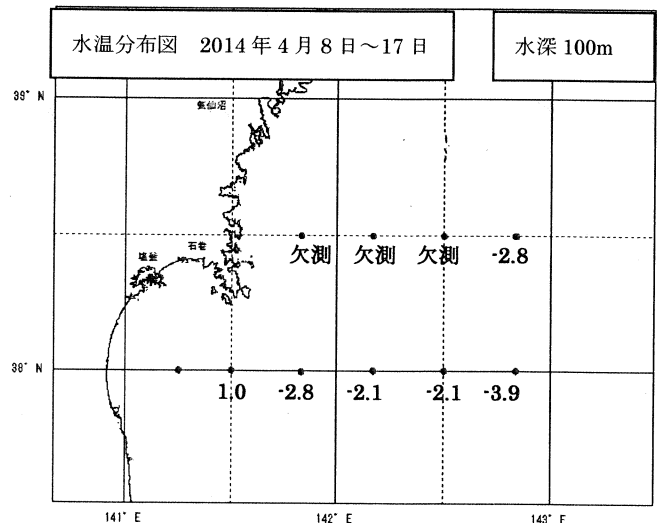 水温分布図 2014年4月8日～17日
水深100m
39° N
気仙沼
石巻
塩釜
欠測 欠測 欠測 -2.8
38° N
1.0 -2.8 -2.1 -2.1 -3.9
141° E 142° E 143° E